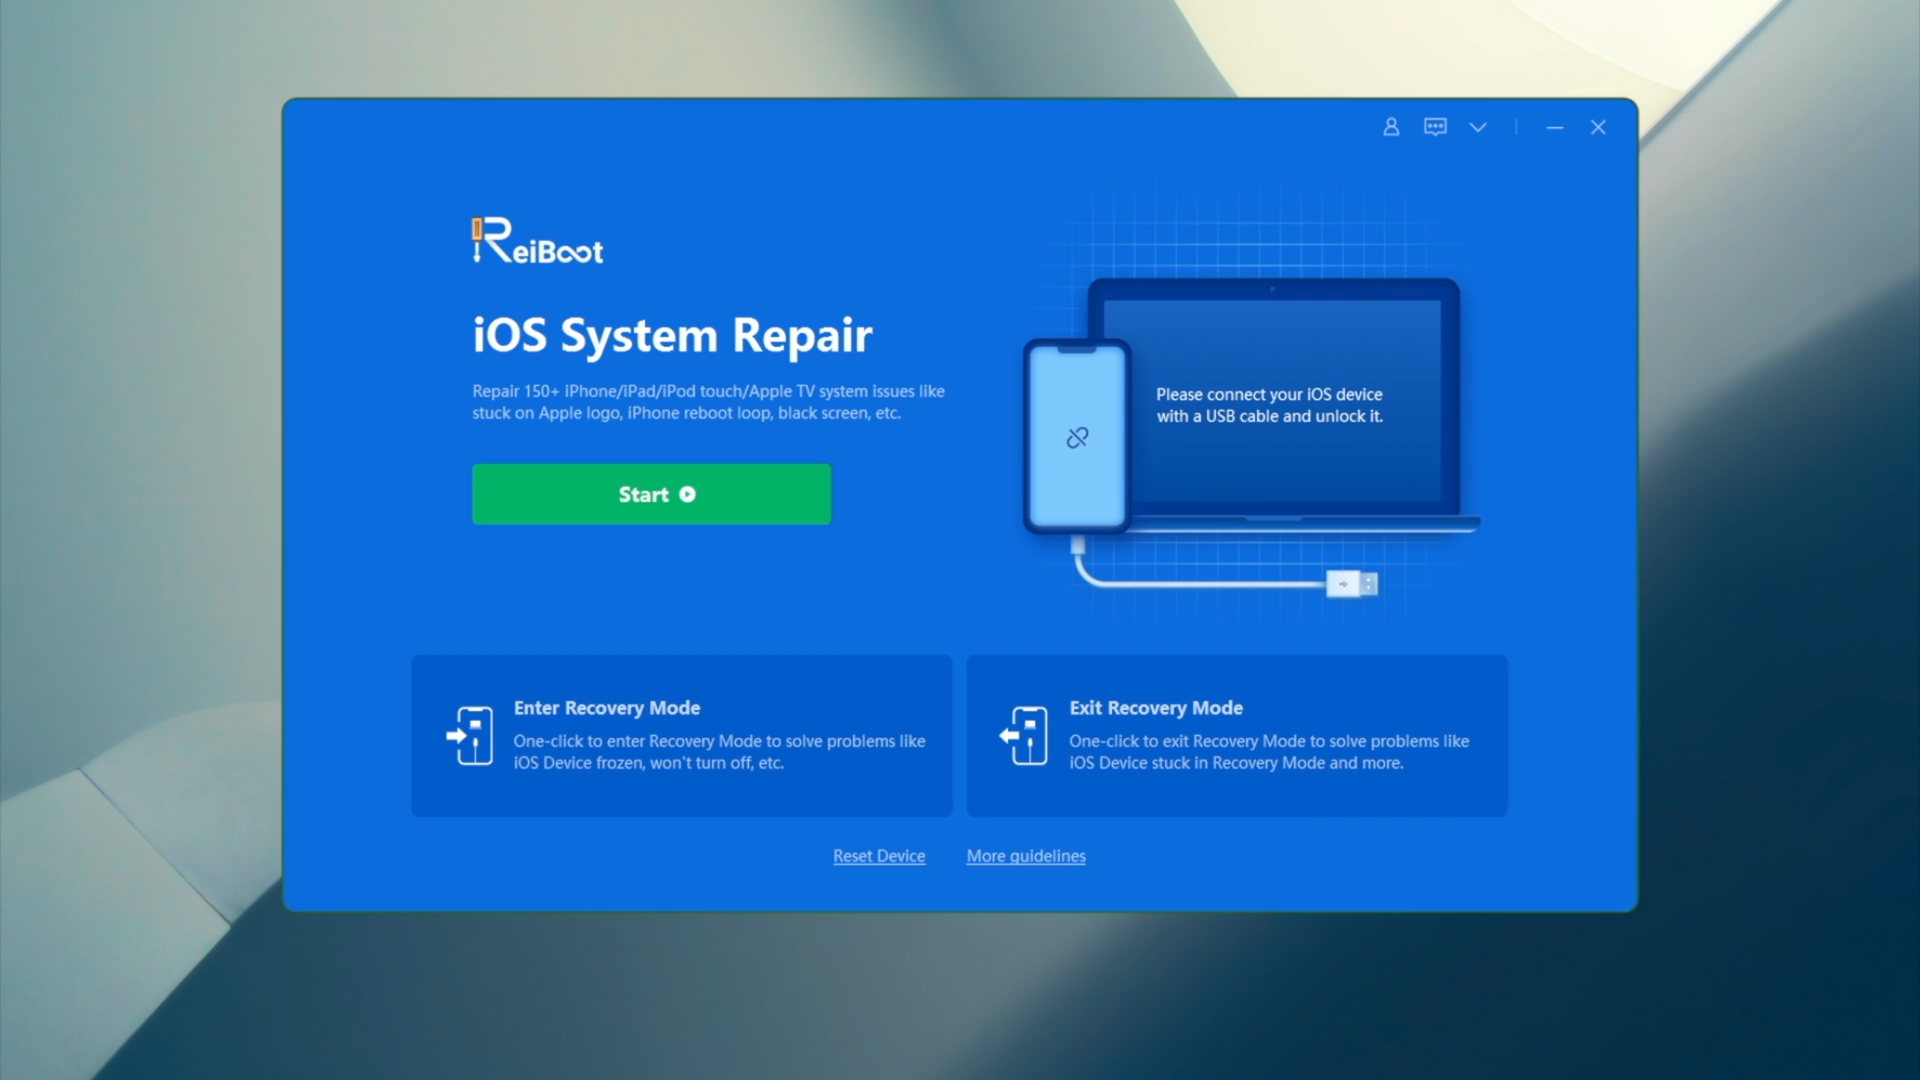 ReiBoot
iOS System Repair
Repair 150+ iPhone/iPad/iPod touch/Apple TV system issues like
stuck on Apple logo, iPhone reboot loop, black screen, etc.
Start
Please connect your iOS device
with a USB cable and unlock it.
Enter Recovery Mode
One-click to enter Recovery Mode to solve problems like
iOS Device frozen, won't turn off, etc.
Exit Recovery Mode
One-click to exit Recovery Mode to solve problems like
iOS Device stuck in Recovery Mode and more.
Reset Device
More guidelines